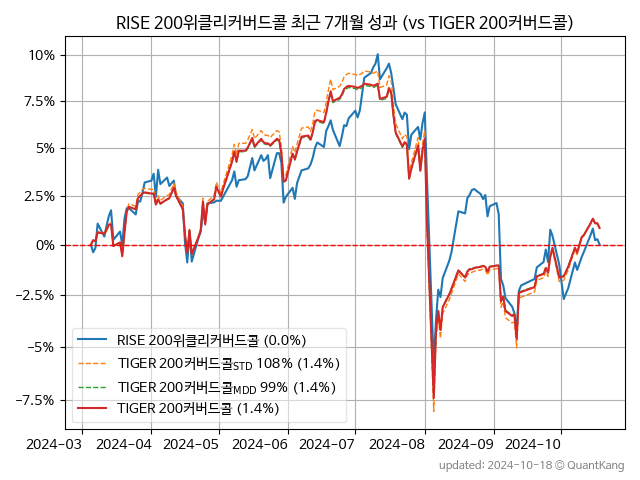 RISE 200위클리커버드콜 최근 7개월 성과 (vs TIGER 200커버드콜)
10%
7.5%
5%
2.5%
0%
−2.5%
−5%
−7.5%
RISE 200위클리커버드콜 (0.0%)
TIGER 200커버드콜STD 108% (1.4%)
TIGER 200커버드콜MDD 99% (1.4%)
TIGER 200커버드콜 (1.4%)
2024-03 2024-04 2024-05 2024-06 2024-07 2024-08 2024-09 2024-10
updated: 2024-10-18 © QuantKang